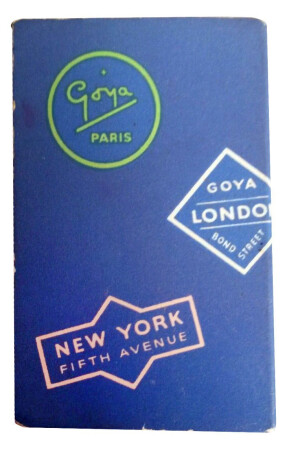 Goya
PARIS
GOYA
LONDO
BOND STREET
NEW YORK
FIFTH AVENUE